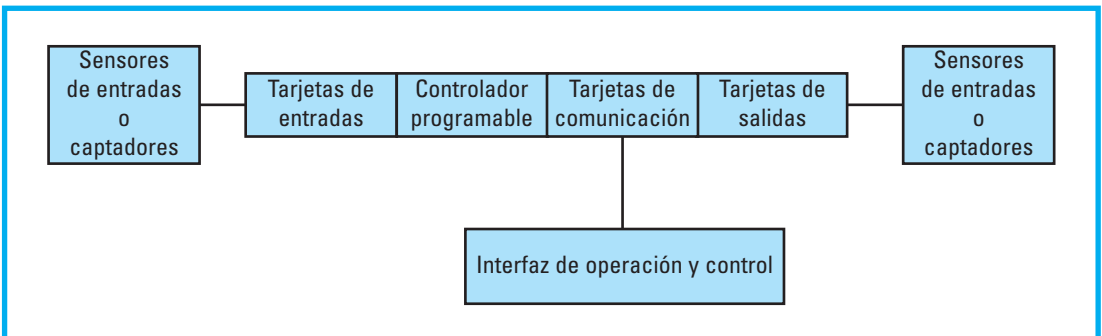 Sensores
de entradas
o
captadores
Tarjetas de
entradas
Controlador
programable
Tarjetas de
comunicación
Tarjetas de
salidas
Sensores
de entradas
o
captadores
Interfaz de operación y control